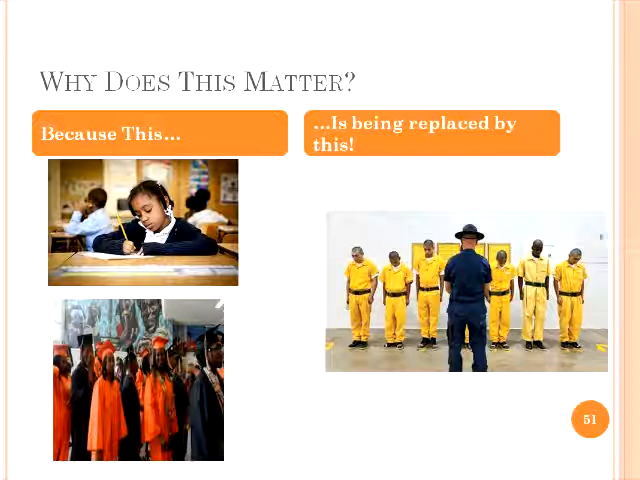 WHY DOES THIS MATTER?
Because This…
…Is being replaced by
this!
51